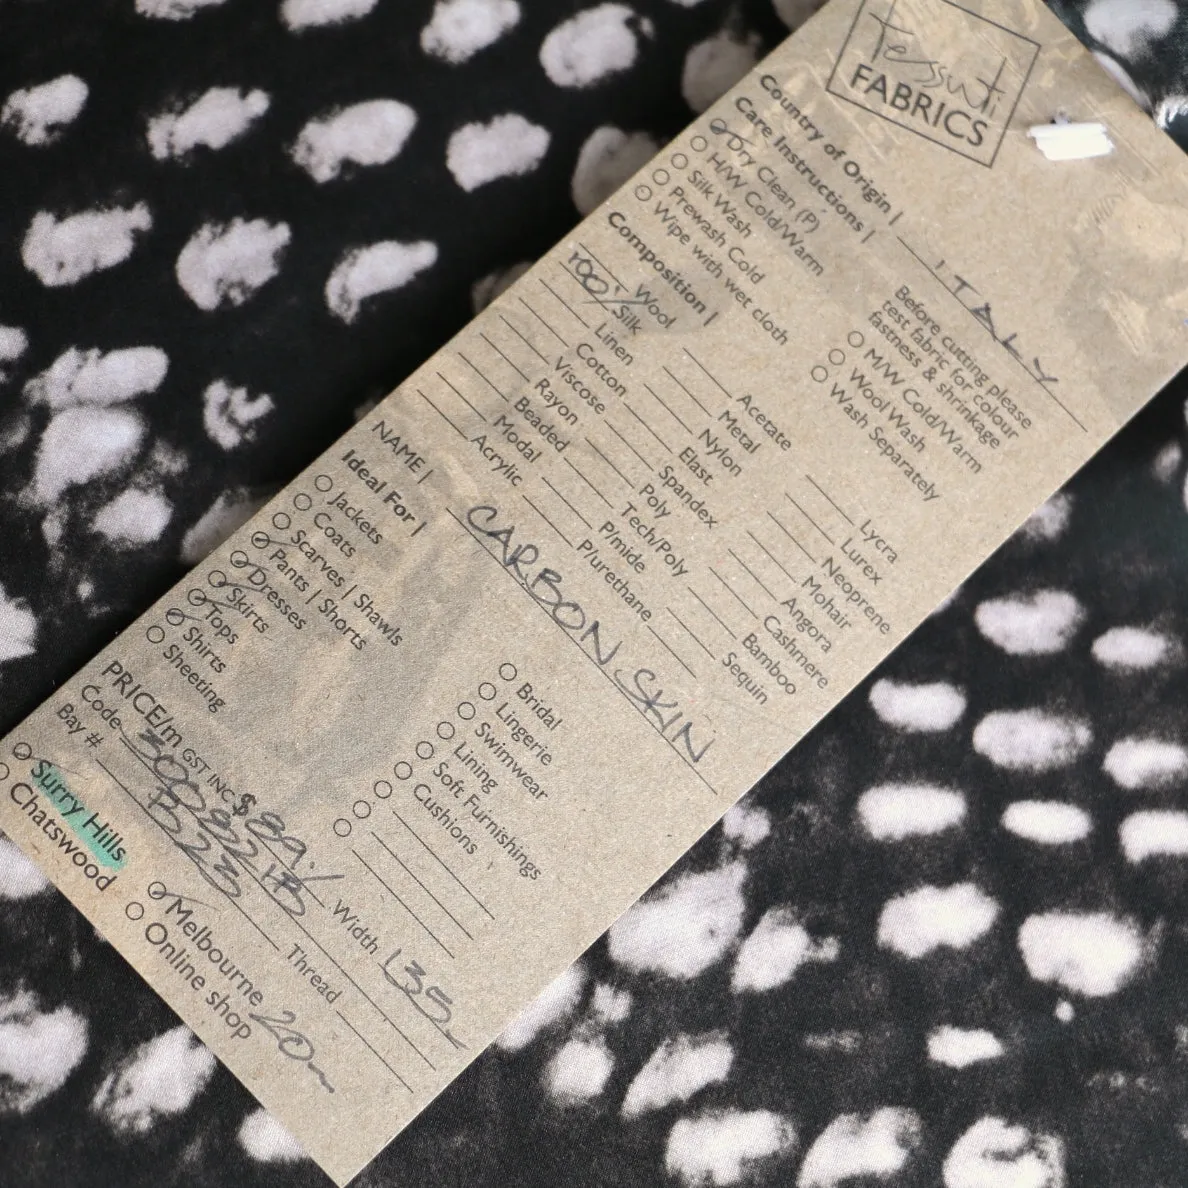 Tessuti
FABRICS
Country of Origin | ITALY
Care Instructions |
Dry Clean (P)
H/W Cold/Warm
Silk Wash
Prewash Cold
Wipe with wet cloth
Before cutting please
test fabric for colour
fastness & shrinkage
M/W Cold/Warm
Wool Wash
Wash Separately
Composition |
Wool
100% Silk
Linen
Cotton
Viscose
Rayon
Beaded
Modal
Acrylic
Acetate
Metal
Nylon
Elast
Spandex
Poly
Tech/Poly
P/mide
P/urethane
Lycra
Lurex
Neoprene
Mohair
Angora
Cashmere
Bamboo
Sequin
NAME | CARBON SKIN
Ideal For |
Jackets
Coats
Scarves | Shawls
Pants | Shorts
Dresses
Skirts
Tops
Shirts
Sheeting
Bridal
Lingerie
Swimwear
Lining
Soft Furnishings
Cushions
PRICE/m GST INC $89.
Code 300821B Width 135
Bay # B23 Thread
Surry Hills
Chatswood
Melbourne 20m
Online shop